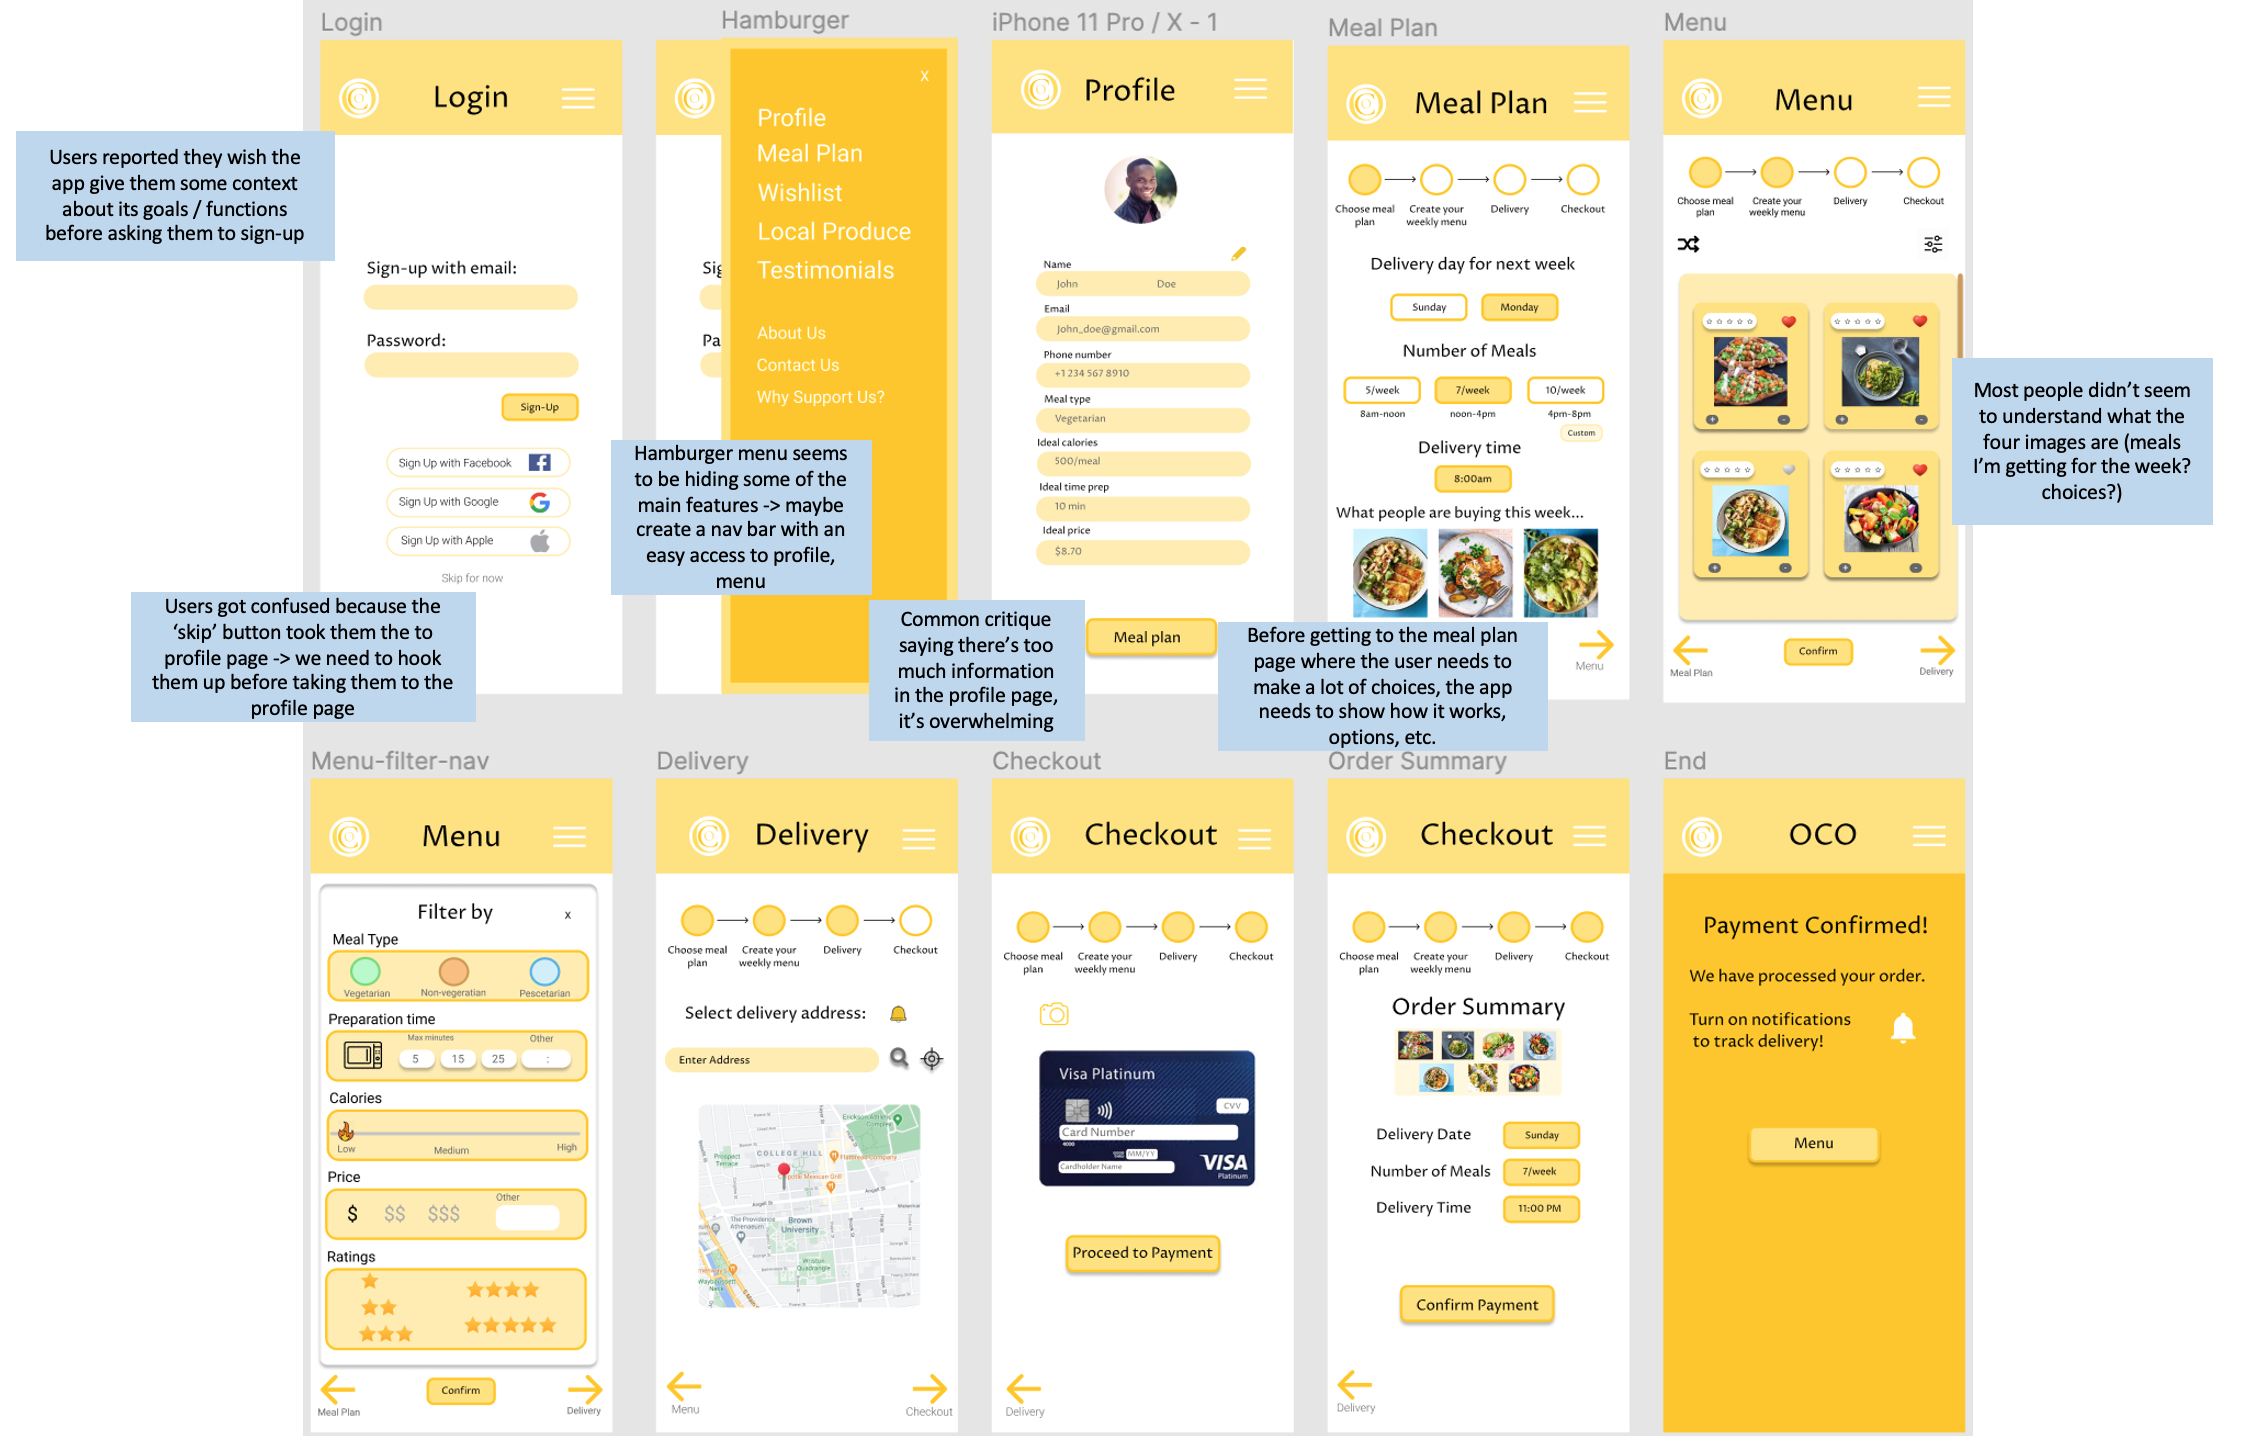 Login
Hamburger
iPhone 11 Pro / X - 1
Meal Plan
Menu
Login
Sign-up with email:
Password:
Sign-Up
Sign Up with Facebook
Sign Up with Google
Sign Up with Apple
Skip for now
Users reported they wish the
app give them some context
about its goals / functions
before asking them to sign-up
Users got confused because the
‘skip’ button took them the to
profile page -> we need to hook
them up before taking them to the
profile page
Sig
Pa
X
Profile
Meal Plan
Wishlist
Local Produce
Testimonials
About Us
Contact Us
Why Support Us?
Hamburger menu seems
to be hiding some of the
main features -> maybe
create a nav bar with an
easy access to profile,
menu
Profile
Name
John Doe
Email
John_doe@gmail.com
Phone number
+1 234 567 8910
Meal type
Vegetarian
Ideal calories
500/meal
Ideal time prep
10 min
Ideal price
$8.70
Meal plan
Common critique
saying there’s too
much information
in the profile page,
it’s overwhelming
Meal Plan
Choose meal plan
Create your weekly menu
Delivery
Checkout
Delivery day for next week
Sunday Monday
Number of Meals
5/week 7/week 10/week
8am-noon noon-4pm 4pm-8pm
Custom
Delivery time
8:00am
What people are buying this week...
Menu
Before getting to the meal plan
page where the user needs to
make a lot of choices, the app
needs to show how it works,
options, etc.
Menu
Choose meal plan
Create your weekly menu
Delivery
Checkout
Meal Plan
Confirm
Delivery
Most people didn’t seem
to understand what the
four images are (meals
I’m getting for the week?
choices?)
Menu-filter-nav
Delivery
Checkout
Order Summary
End
Menu
Filter by x
Meal Type
Vegetarian Non-vegeratian Pescetarian
Preparation time
Max minutes Other
5 15 25 :
Calories
Low Medium High
Price
Other
$ $$ $$$
Ratings
Meal Plan
Confirm
Delivery
Delivery
Choose meal plan
Create your weekly menu
Delivery
Checkout
Select delivery address:
Enter Address
COLLEGE HILL
Prospect Terrace
Chipotle Mexican Grill
The Providence Athenaeum
Brown University
Wriston Quadrangle
Menu
Checkout
Checkout
Choose meal plan
Create your weekly menu
Delivery
Checkout
Visa Platinum
CVV
Card Number
MM/YY
Cardholder Name
VISA
Platinum
Proceed to Payment
Delivery
Checkout
Choose meal plan
Create your weekly menu
Delivery
Checkout
Order Summary
Delivery Date Sunday
Number of Meals 7/week
Delivery Time 11:00 PM
Confirm Payment
Delivery
OCO
Payment Confirmed!
We have processed your order.
Turn on notifications
to track delivery!
Menu